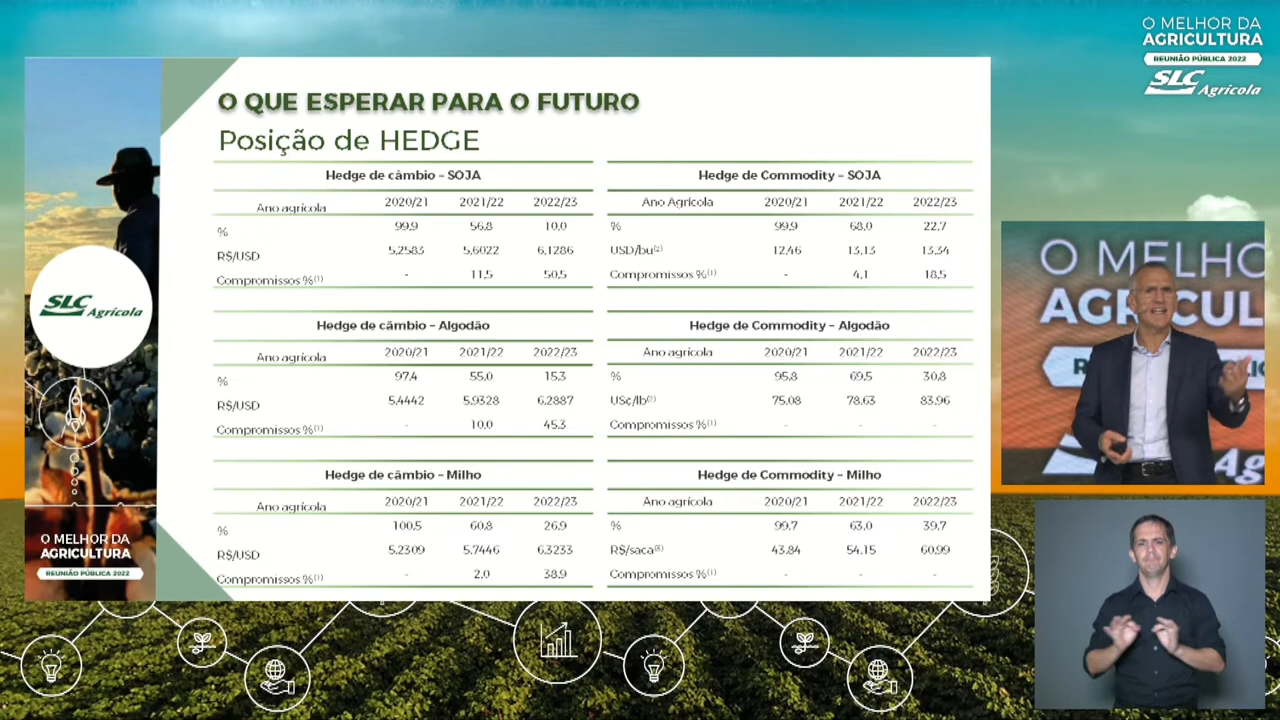 O MELHOR DA
AGRICULTURA
REUNIÃO PÚBLICA 2022
SLC Agrícola
O QUE ESPERAR PARA O FUTURO
Posição de HEDGE
Hedge de câmbio – SOJA
Ano agrícola 2020/21 2021/22 2022/23
% 99,9 56,8 10,0
R$/USD 5,2583 5,6022 6,1286
Compromissos %(1) - 11,5 50,5
Hedge de Commodity – SOJA
Ano Agrícola 2020/21 2021/22 2022/23
% 99,9 68,0 22,7
USD/bu(2) 12,46 13,13 13,34
Compromissos %(1) - 4,1 18,5
Hedge de câmbio – Algodão
Ano agrícola 2020/21 2021/22 2022/23
% 97,4 55,0 15,3
R$/USD 5,4442 5,9328 6,2887
Compromissos %(1) - 10,0 45,3
Hedge de Commodity – Algodão
Ano agrícola 2020/21 2021/22 2022/23
% 95,8 69,5 30,8
US¢/lb(2) 75,08 78,63 83,96
Compromissos %(1) - - -
Hedge de câmbio – Milho
Ano agrícola 2020/21 2021/22 2022/23
% 100,5 60,8 26,9
R$/USD 5,2309 5,7446 6,3233
Compromissos %(1) - 2,0 38,9
Hedge de Commodity – Milho
Ano agrícola 2020/21 2021/22 2022/23
% 99,7 63,0 39,7
R$/saca(3) 43,84 54,15 60,99
Compromissos %(1) - - -
SLC Agrícola
O MELHOR DA
AGRICULTURA
REUNIÃO PÚBLICA 2022
O MELHO
AGRICUL
Ag